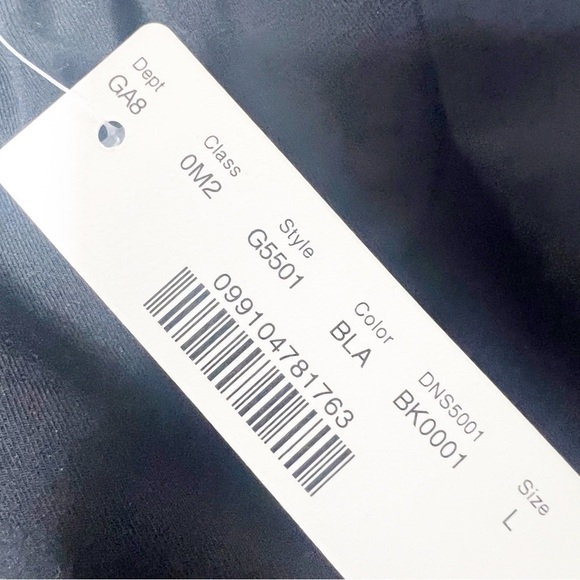 Dept
GA8
Class
0M2
Style
G5501
Color
BLA
DNS5001
BK0001
Size
L
099104781763